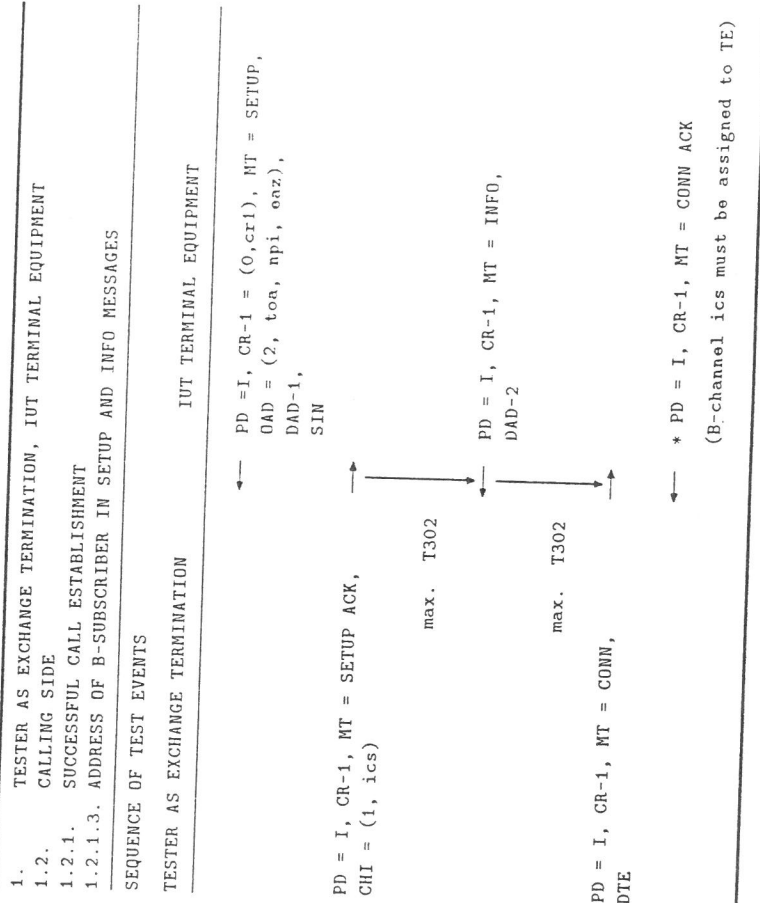 1. TESTER AS EXCHANGE TERMINATION, IUT TERMINAL EQUIPMENT
1.2. CALLING SIDE
1.2.1. SUCCESSFUL CALL ESTABLISHMENT
1.2.1.3. ADDRESS OF B-SUBSCRIBER IN SETUP AND INFO MESSAGES
SEQUENCE OF TEST EVENTS
TESTER AS EXCHANGE TERMINATION IUT TERMINAL EQUIPMENT
PD =I, CR-1 = (0,cr1), MT = SETUP,
OAD = (2, toa, npi, eaz),
DAD-1,
SIN
PD = I, CR-1, MT = SETUP ACK,
CHI = (1, ics)
max. T302
PD = I, CR-1, MT = INFO,
DAD-2
max. T302
PD = I, CR-1, MT = CONN,
DTE
* PD = I, CR-1, MT = CONN ACK
(B-channel ics must be assigned to TE)